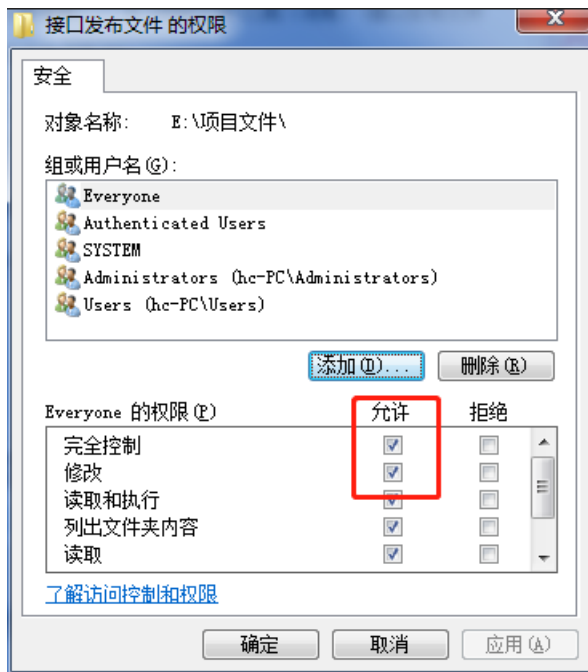 接口发布文件 的权限
安全
对象名称: E:\项目文件\
组或用户名(G):
Everyone
Authenticated Users
SYSTEM
Administrators (hc-PC\Administrators)
Users (hc-PC\Users)
添加(D)... 删除(R)
Everyone 的权限(P) 允许 拒绝
完全控制
修改
读取和执行
列出文件夹内容
读取
了解访问控制和权限
确定 取消 应用(A)